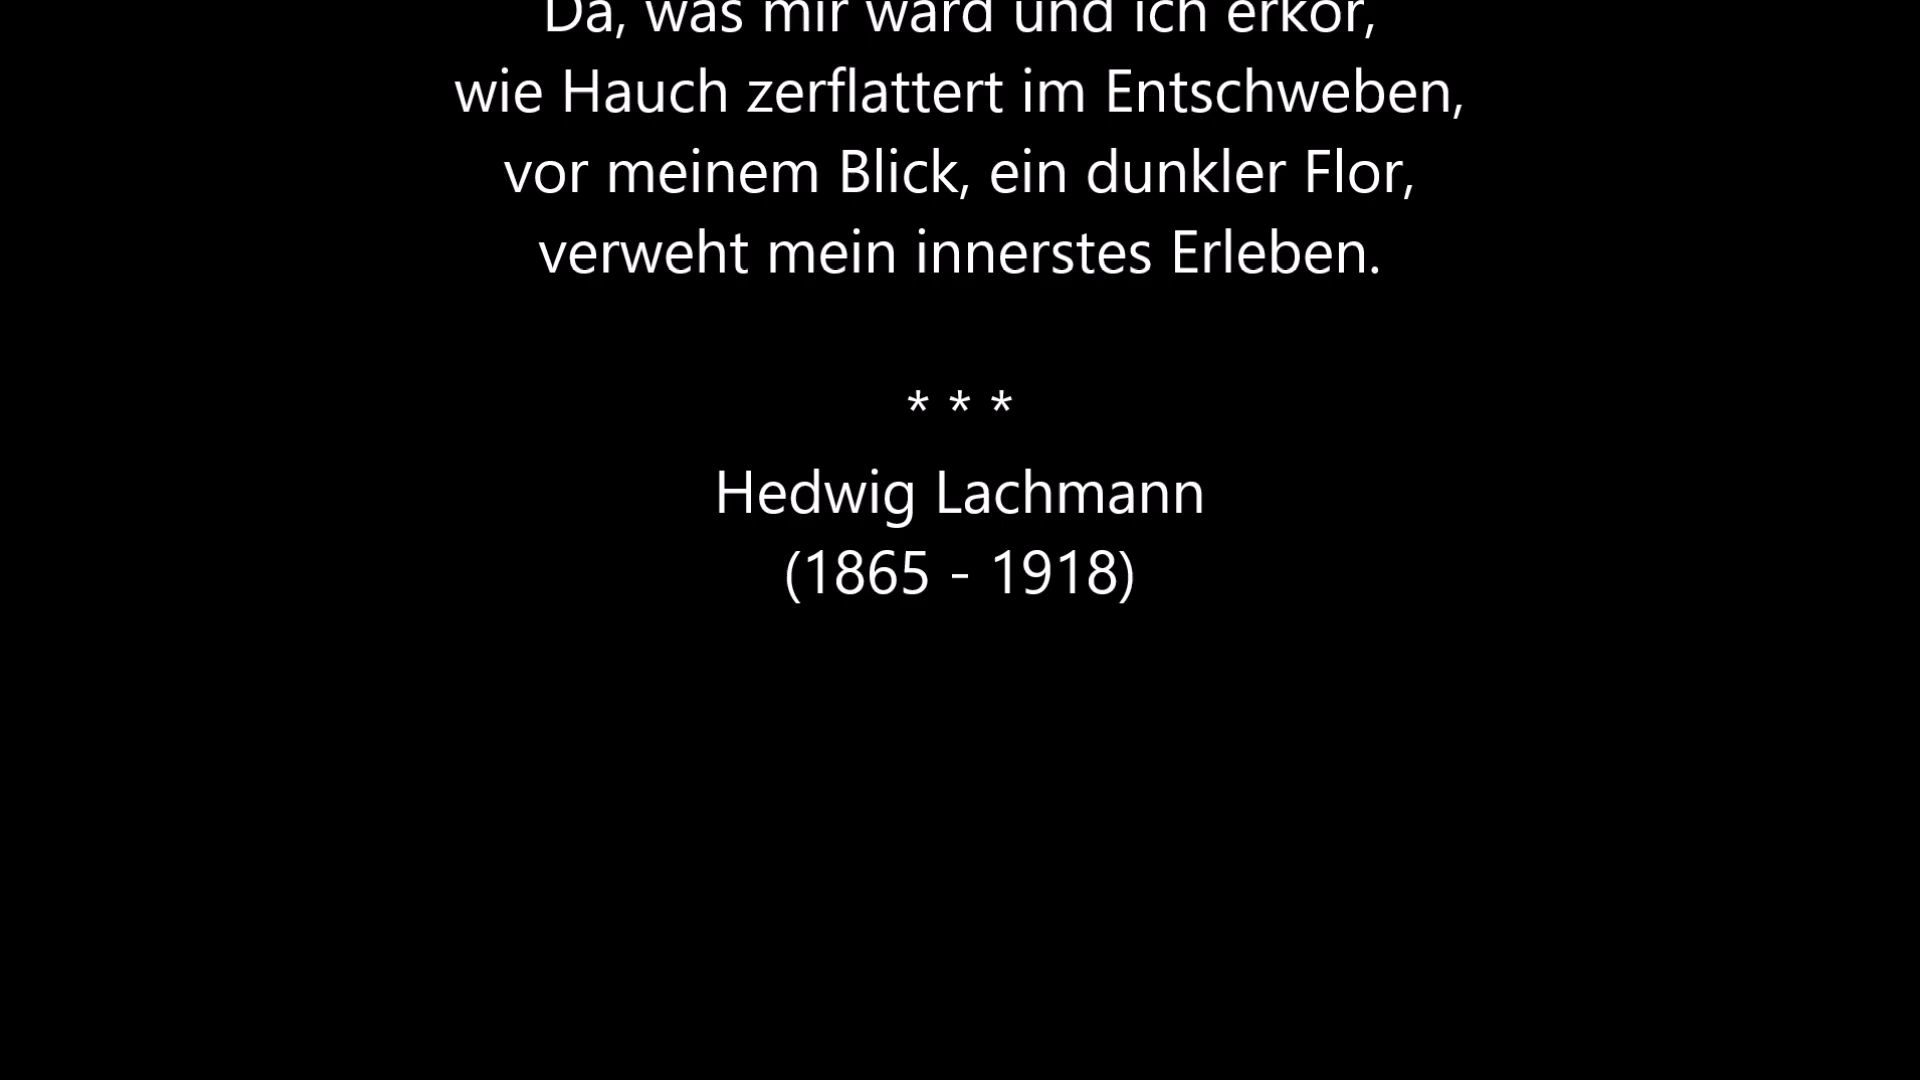 Da, was mir ward und ich erkor,
wie Hauch zerflattert im Entschweben,
vor meinem Blick, ein dunkler Flor,
verweht mein innerstes Erleben.
* * *
Hedwig Lachmann
(1865 - 1918)